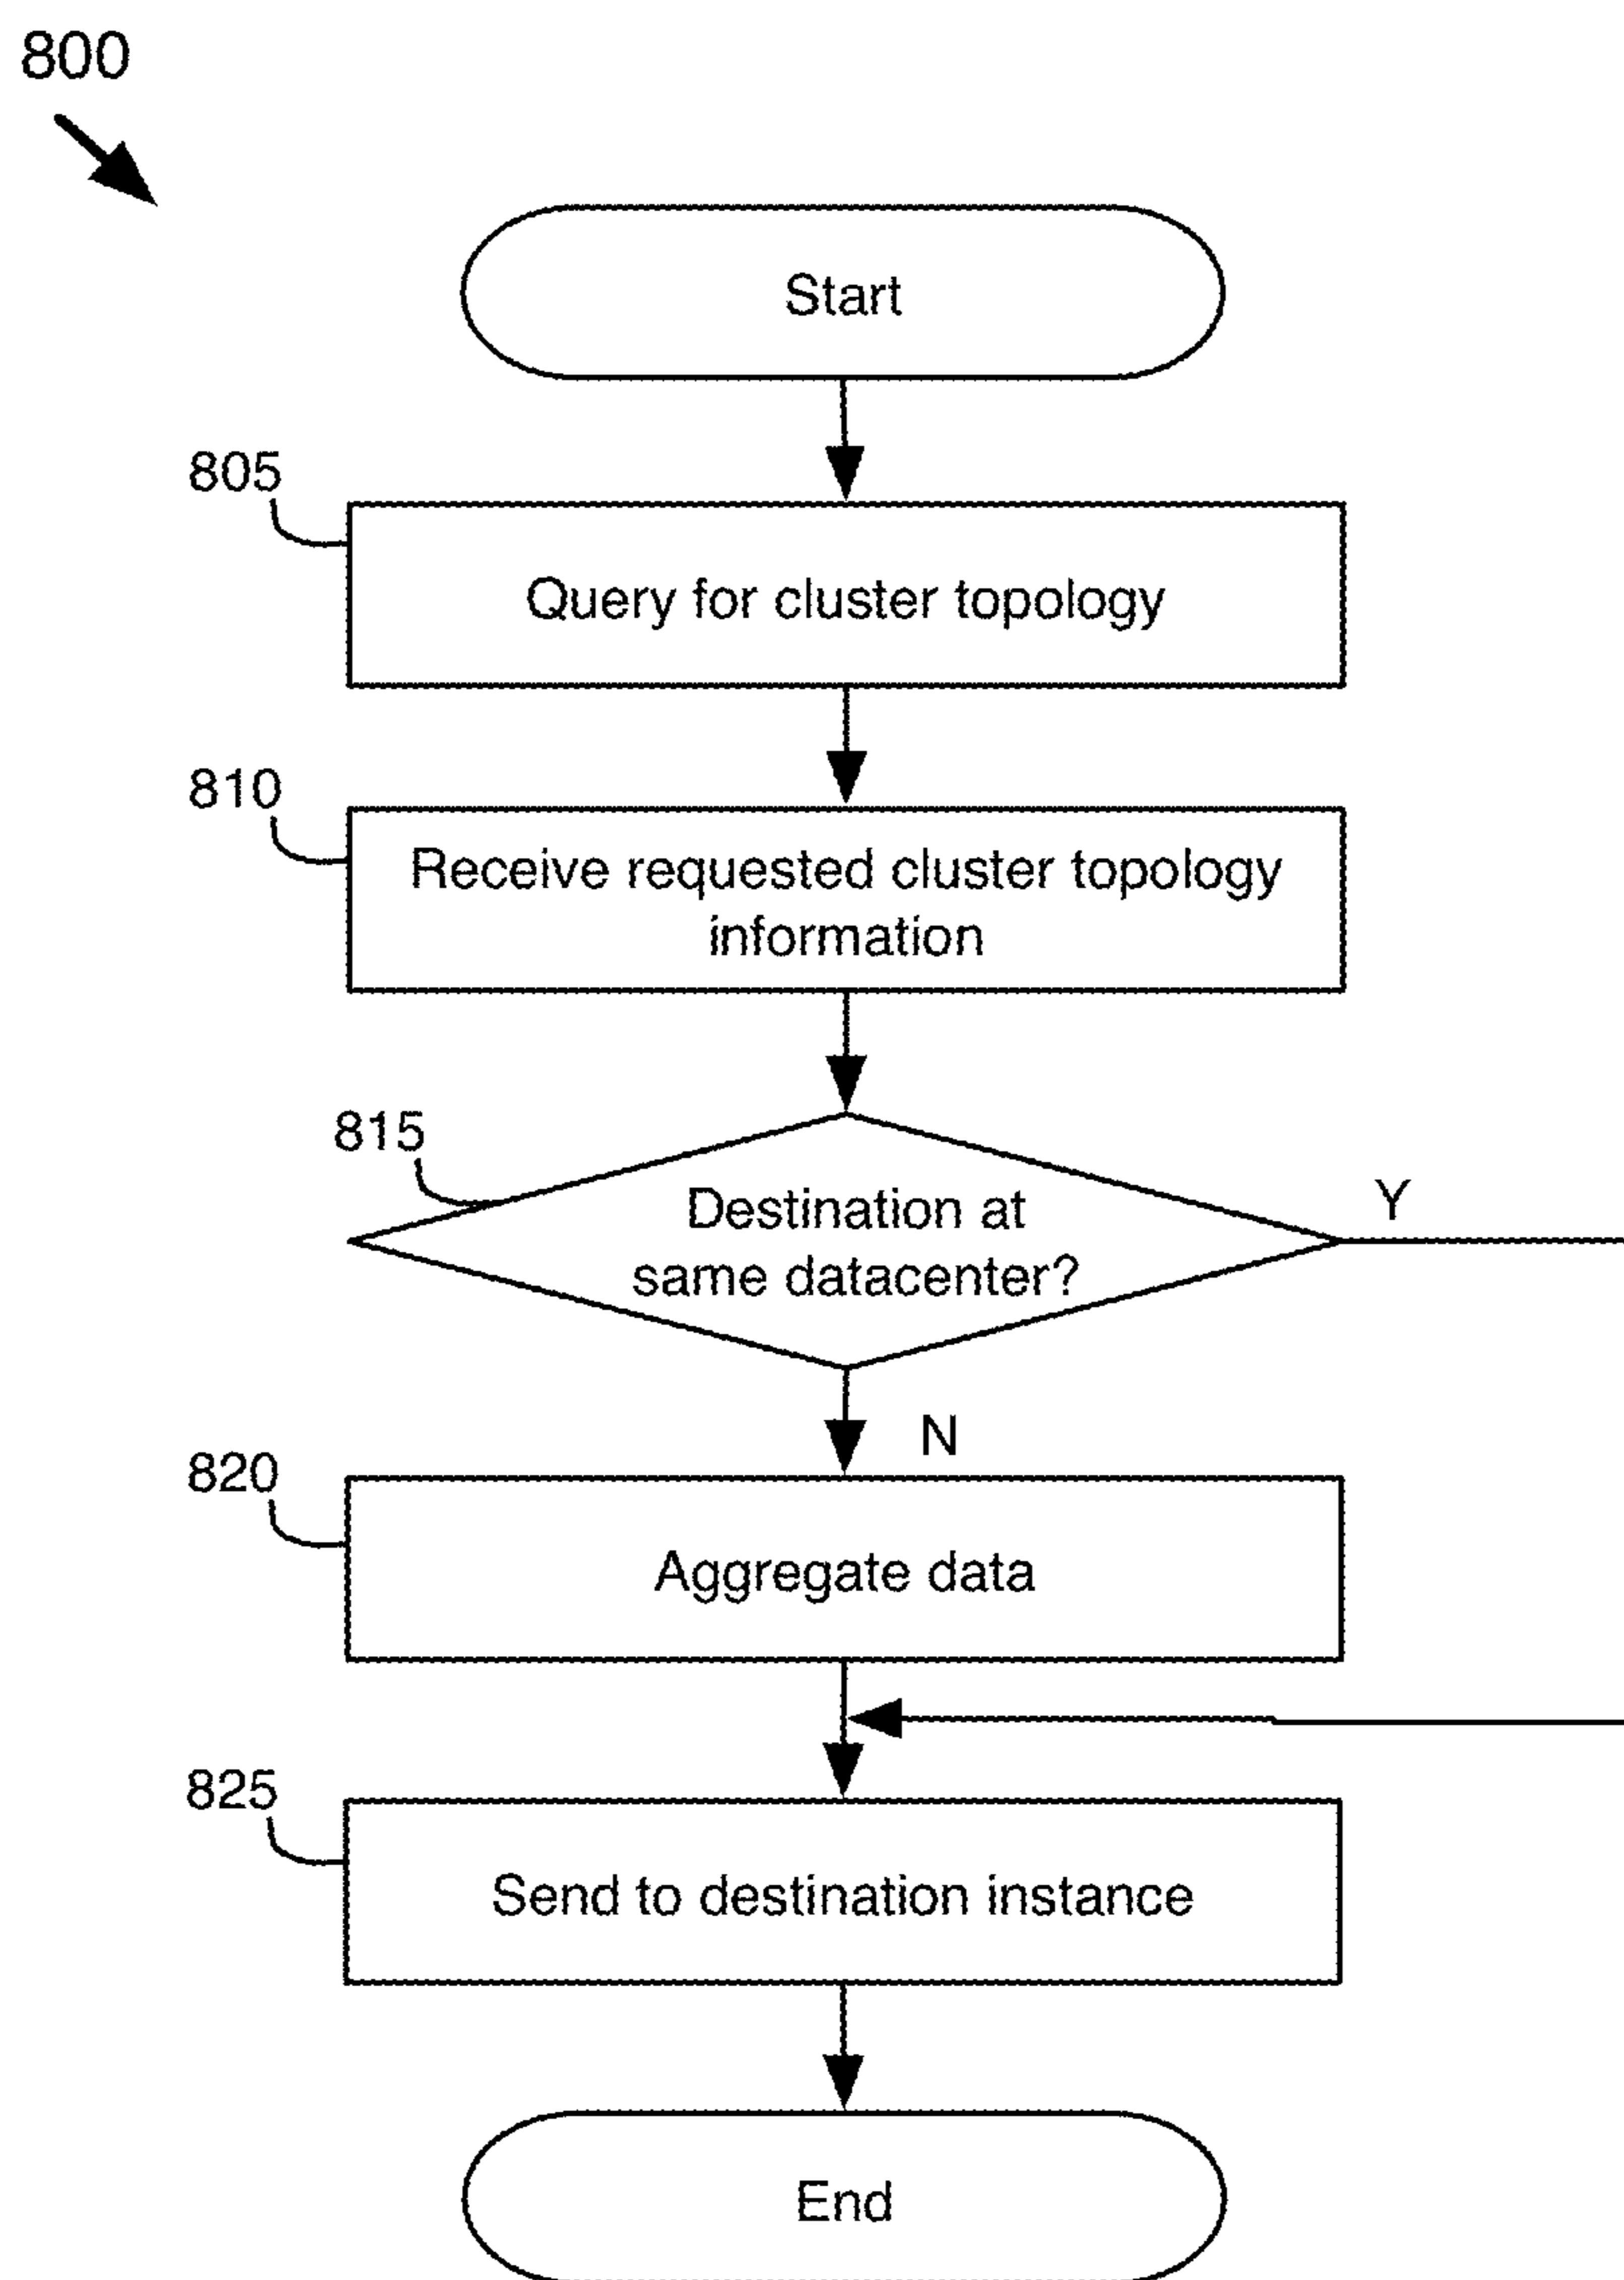 800
Start
805
Query for cluster topology
810
Receive requested cluster topology
information
815
Destination at
same datacenter?
Y
N
820
Aggregate data
825
Send to destination instance
End